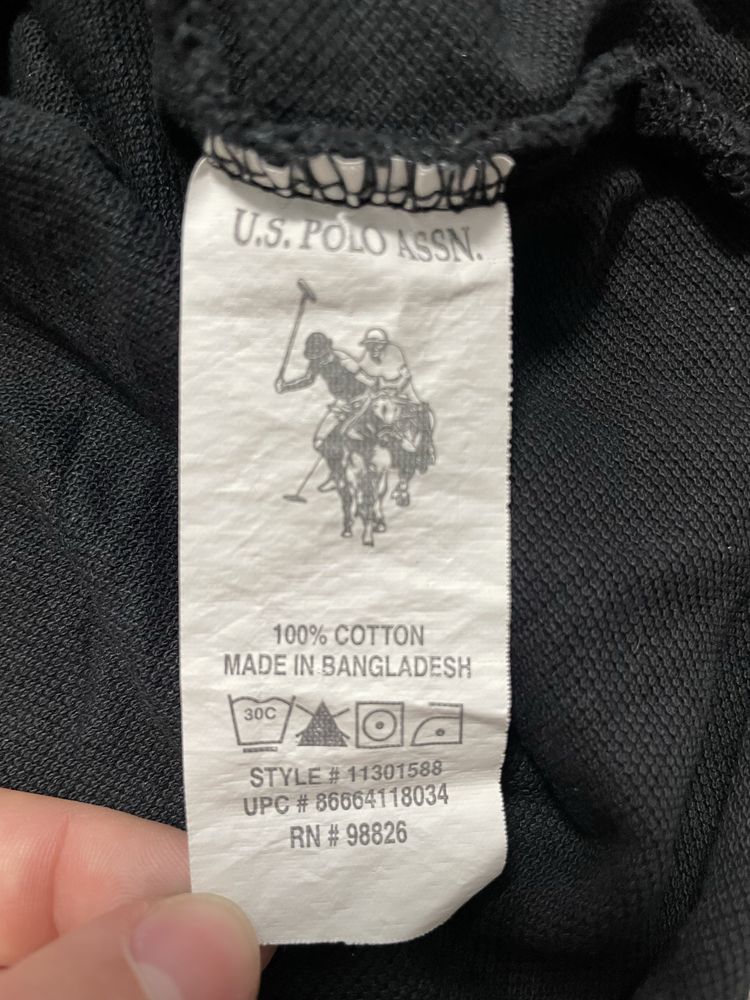 U.S. POLO ASSN.
100% COTTON
MADE IN BANGLADESH
30C
STYLE # 11301588
UPC # 86664118034
RN # 98826